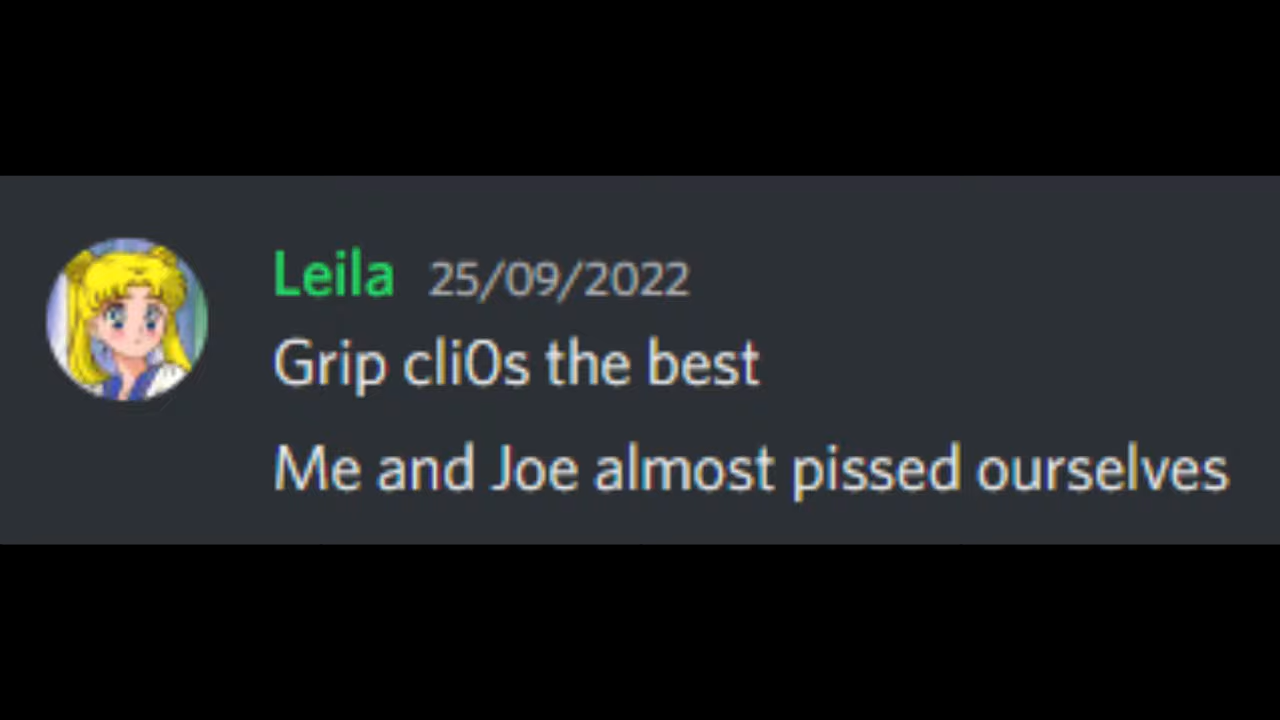 Leila 25/09/2022
Grip cli0s the best
Me and Joe almost pissed ourselves